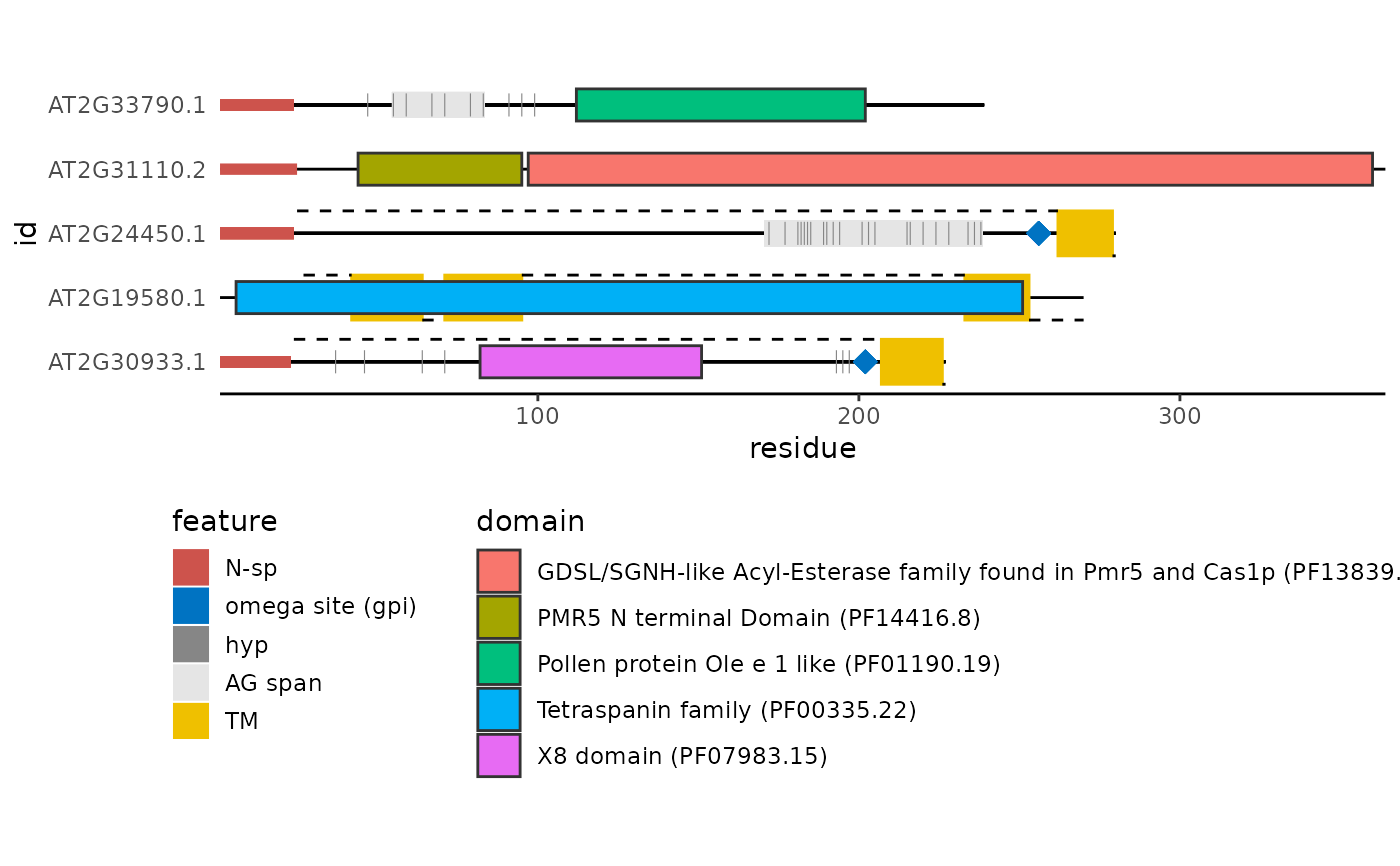 AT2G33790.1
AT2G31110.2
id
AT2G24450.1
AT2G19580.1
AT2G30933.1
100 200 300
residue
feature
N-sp
omega site (gpi)
hyp
AG span
TM
domain
GDSL/SGNH-like Acyl-Esterase family found in Pmr5 and Cas1p (PF13839.
PMR5 N terminal Domain (PF14416.8)
Pollen protein Ole e 1 like (PF01190.19)
Tetraspanin family (PF00335.22)
X8 domain (PF07983.15)